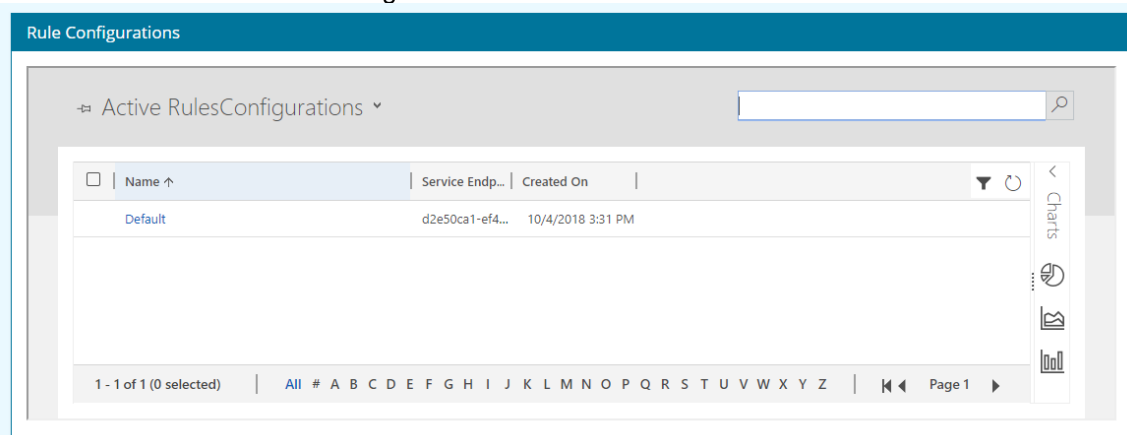 Rule Configurations
Active RulesConfigurations
Name ↑ Service Endp... Created On
Default d2e50ca1-ef4... 10/4/2018 3:31 PM
Charts
1 - 1 of 1 (0 selected) All # A B C D E F G H I J K L M N O P Q R S T U V W X Y Z Page 1